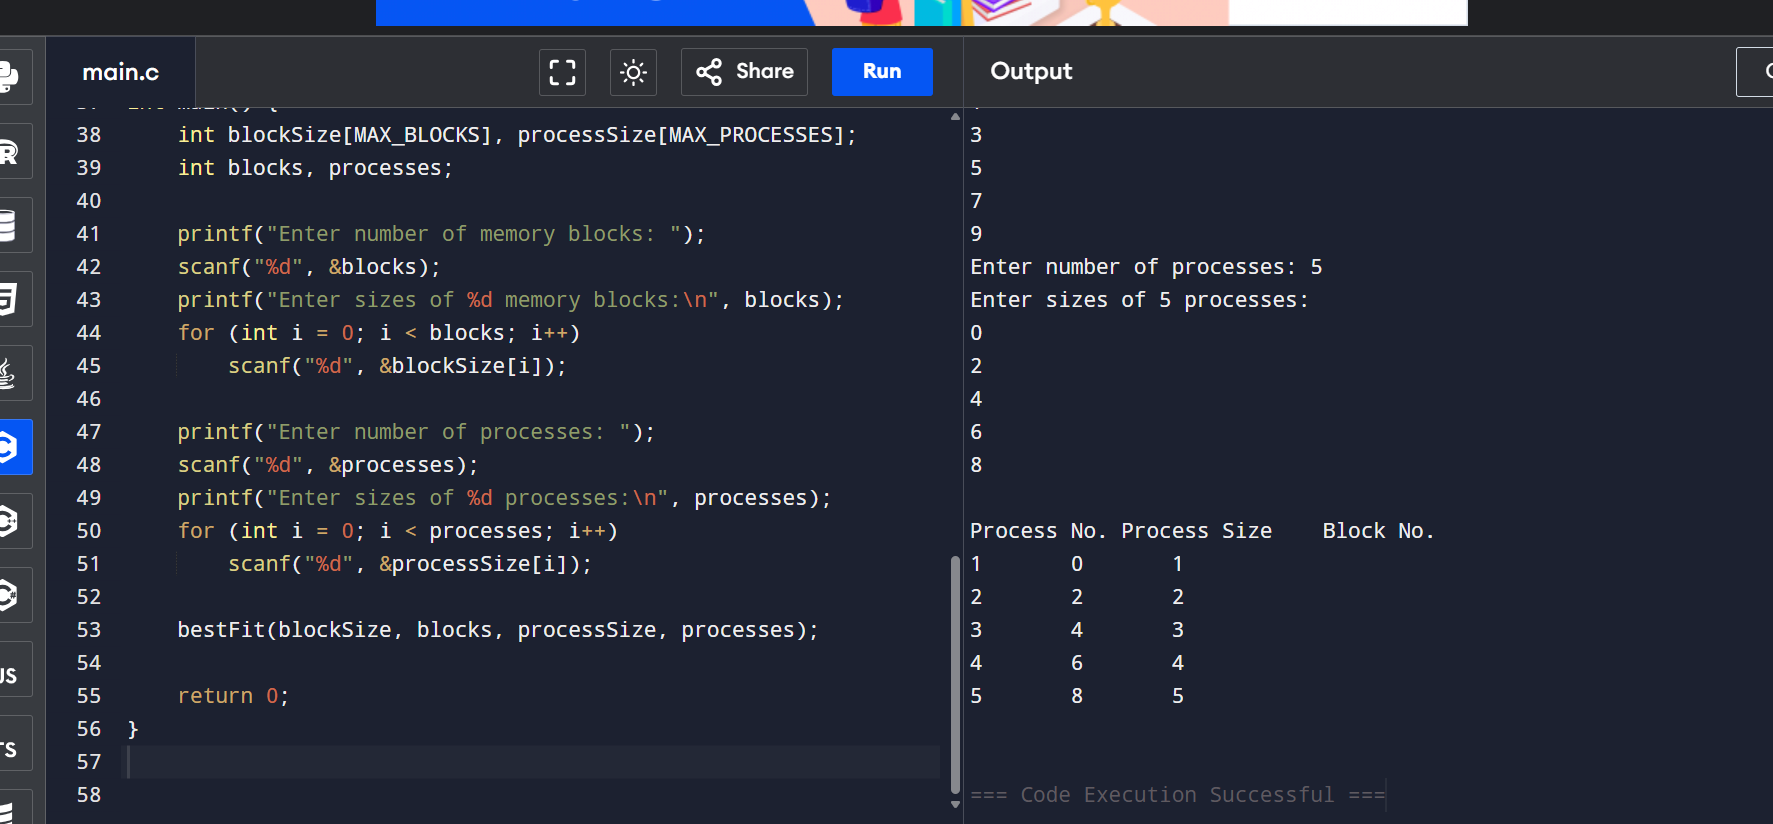 main.c
Share
Run
Output
38 int blockSize[MAX_BLOCKS], processSize[MAX_PROCESSES];
39 int blocks, processes;
40
41 printf("Enter number of memory blocks: ");
42 scanf("%d", &blocks);
43 printf("Enter sizes of %d memory blocks:\n", blocks);
44 for (int i = 0; i < blocks; i++)
45 scanf("%d", &blockSize[i]);
46
47 printf("Enter number of processes: ");
48 scanf("%d", &processes);
49 printf("Enter sizes of %d processes:\n", processes);
50 for (int i = 0; i < processes; i++)
51 scanf("%d", &processSize[i]);
52
53 bestFit(blockSize, blocks, processSize, processes);
54
55 return 0;
56 }
57
58
3
5
7
9
Enter number of processes: 5
Enter sizes of 5 processes:
0
2
4
6
8
Process No. Process Size Block No.
1 0 1
2 2 2
3 4 3
4 6 4
5 8 5
=== Code Execution Successful ===